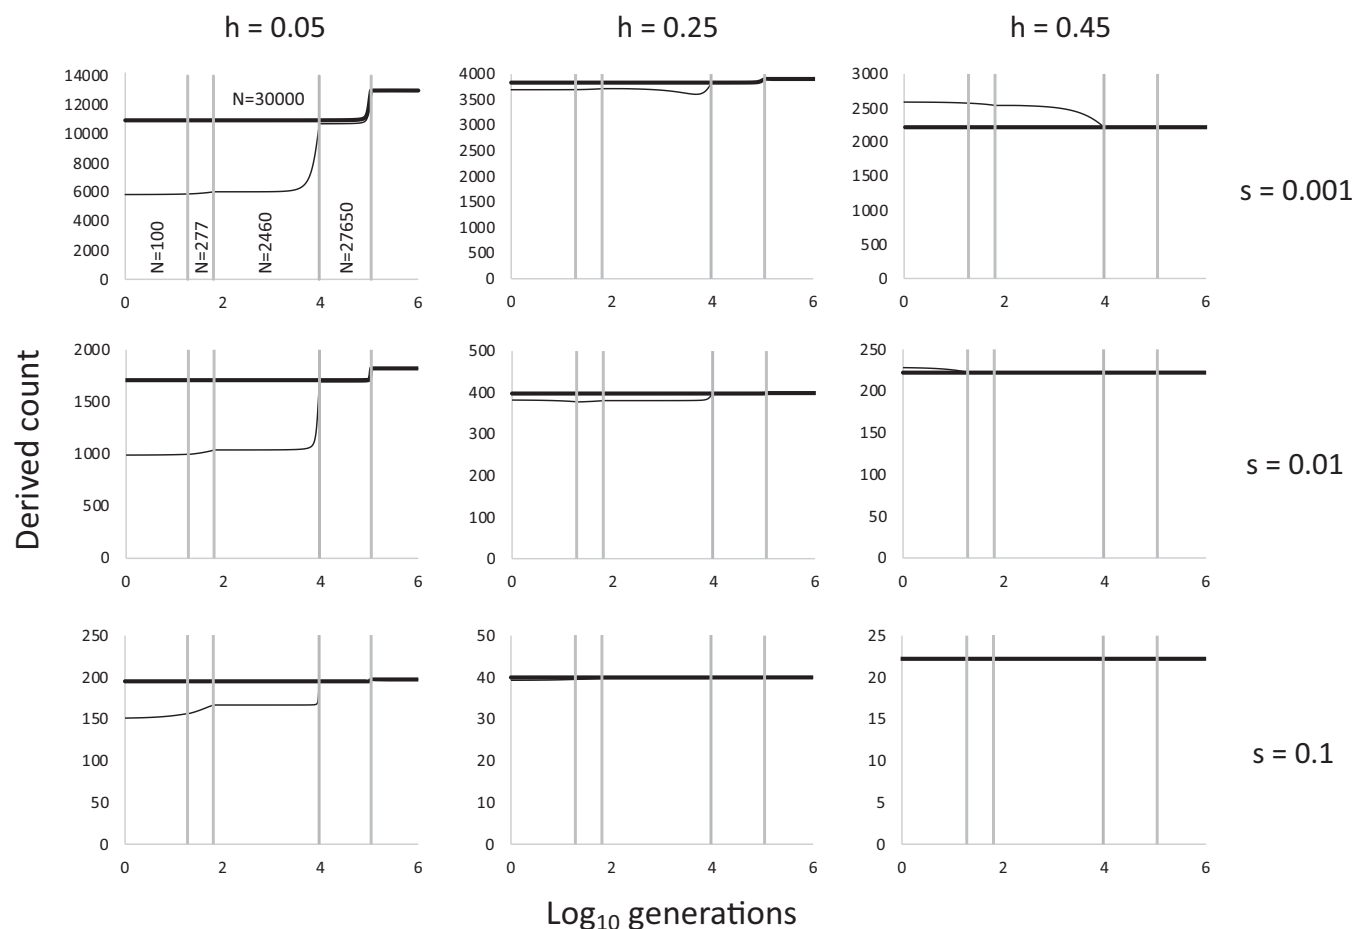 h = 0.05
h = 0.25
h = 0.45
14000
12000
10000
8000
6000
4000
2000
0
N=30000
N=100
N=277
N=2460
N=27650
0 2 4 6
4000
3500
3000
2500
2000
1500
1000
500
0
0 2 4 6
3000
2500
2000
1500
1000
500
0
0 2 4 6
s = 0.001
Derived count
2000
1500
1000
500
0
0 2 4 6
500
400
300
200
100
0
0 2 4 6
250
200
150
100
50
0
0 2 4 6
s = 0.01
250
200
150
100
50
0
0 2 4 6
50
40
30
20
10
0
0 2 4 6
25
20
15
10
5
0
0 2 4 6
s = 0.1
Log₁₀ generations